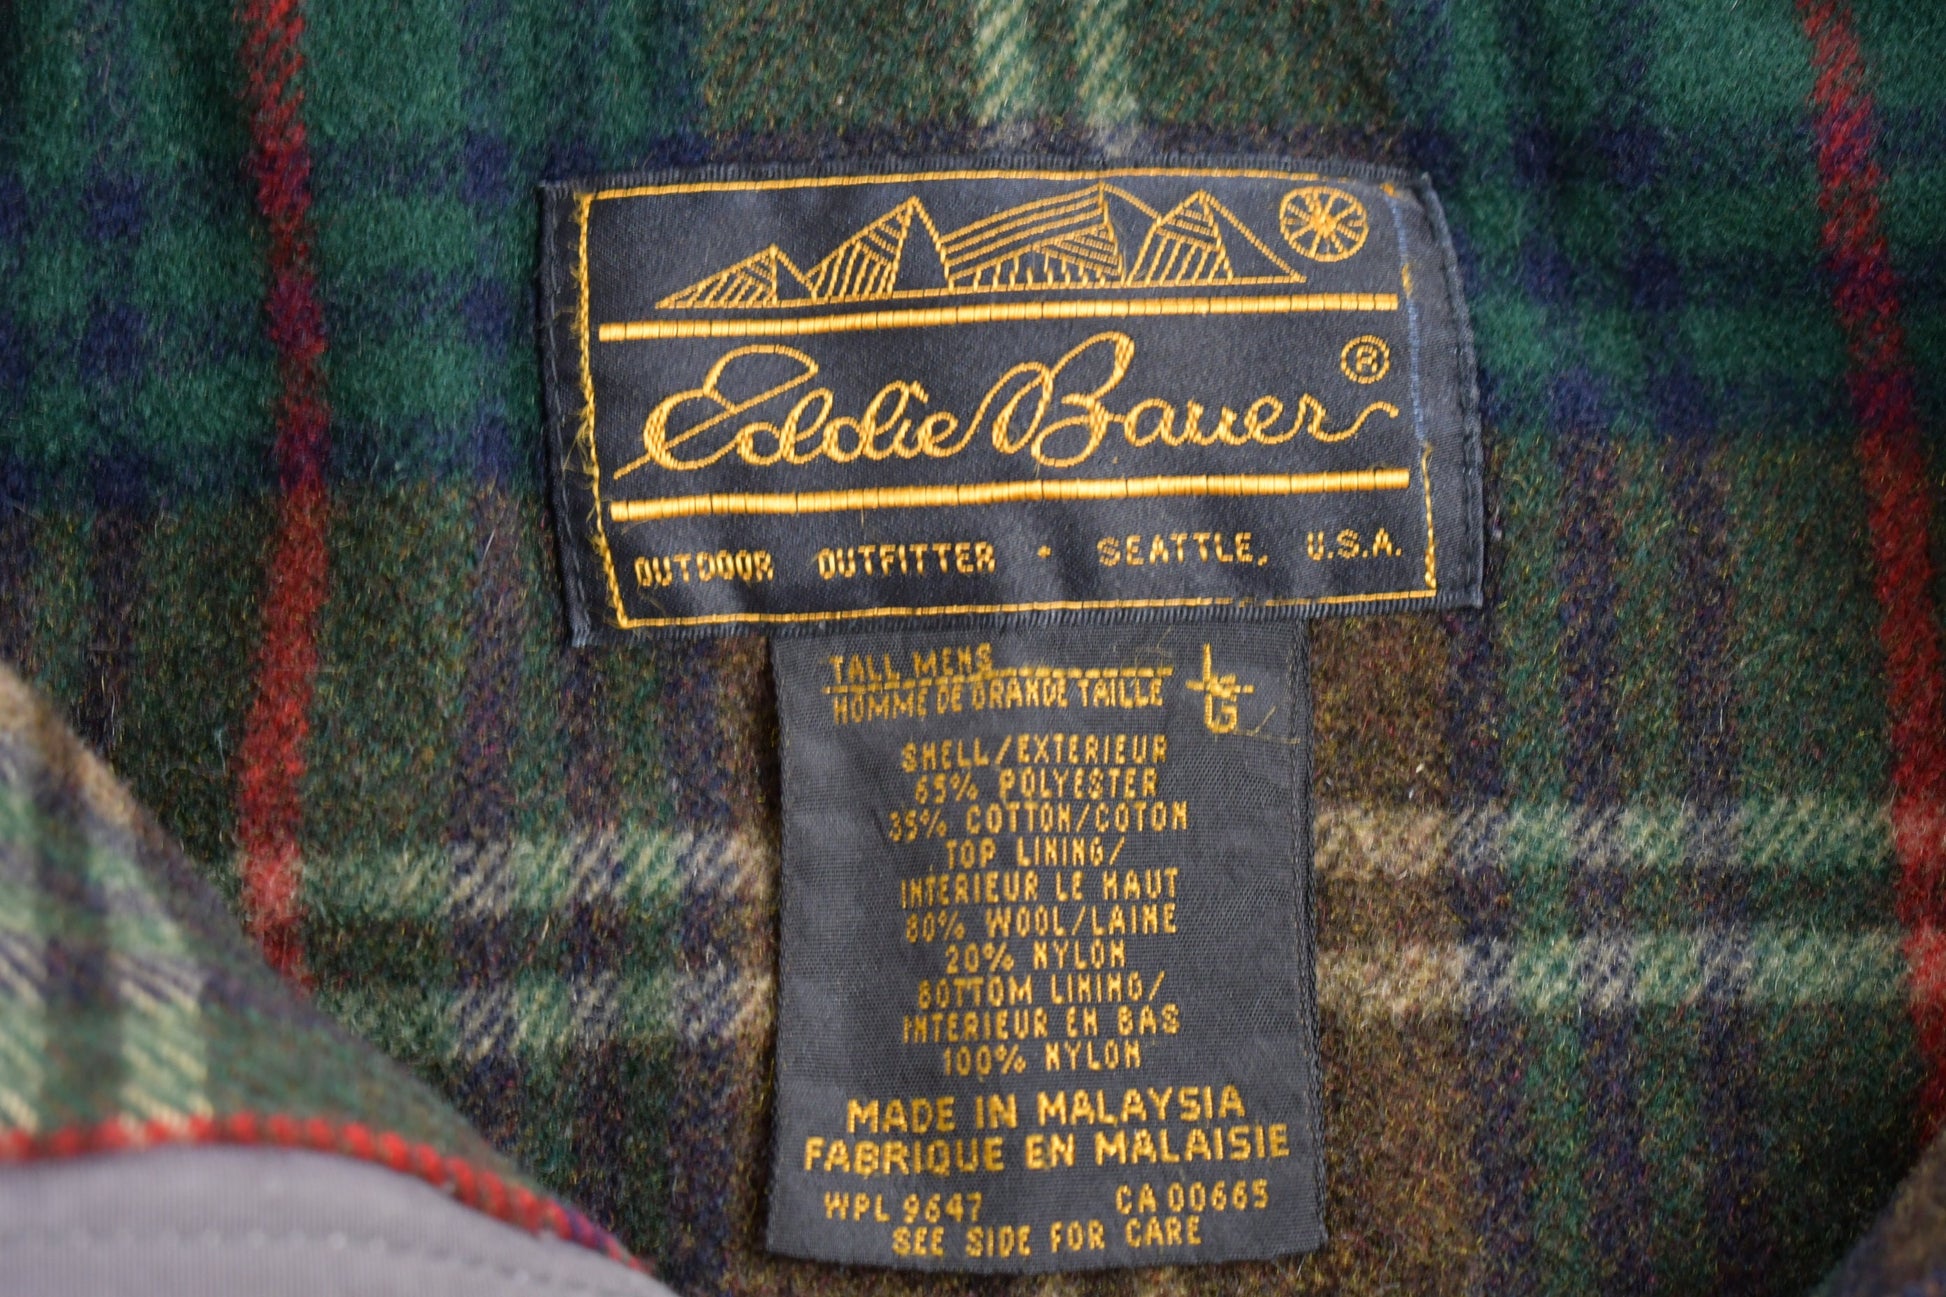 Eddie Bauer ®
OUTDOOR OUTFITTER · SEATTLE, U.S.A.
TALL MENS L
HOMME DE GRANDE TAILLE G
SHELL/EXTERIEUR
65% POLYESTER
35% COTTON/COTON
TOP LINING/
INTERIEUR LE HAUT
80% WOOL/LAINE
20% NYLON
BOTTOM LINING/
INTERIEUR EN BAS
100% NYLON
MADE IN MALAYSIA
FABRIQUE EN MALAISIE
WPL 9647 CA 00665
SEE SIDE FOR CARE